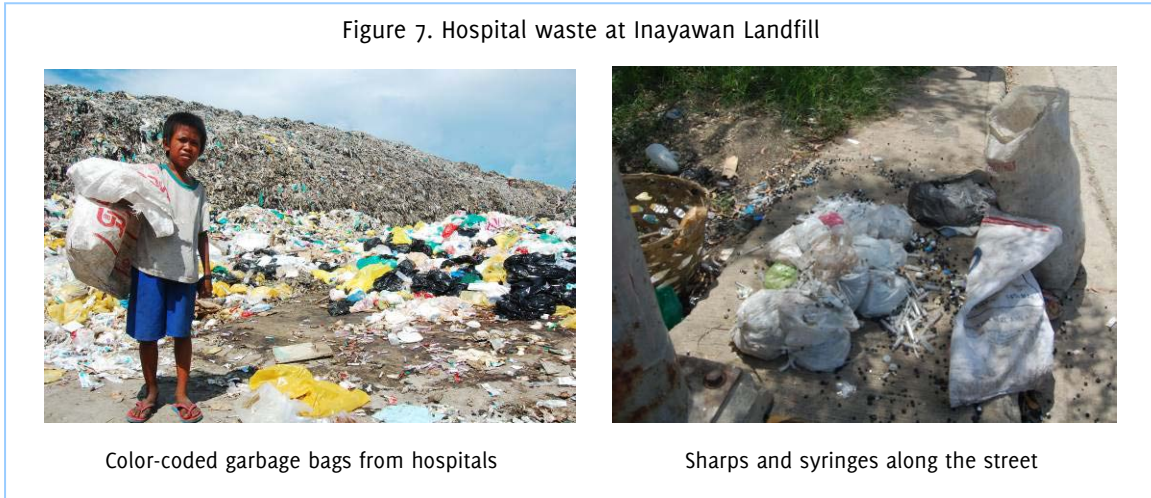 Figure 7. Hospital waste at Inayawan Landfill
Color-coded garbage bags from hospitals
Sharps and syringes along the street